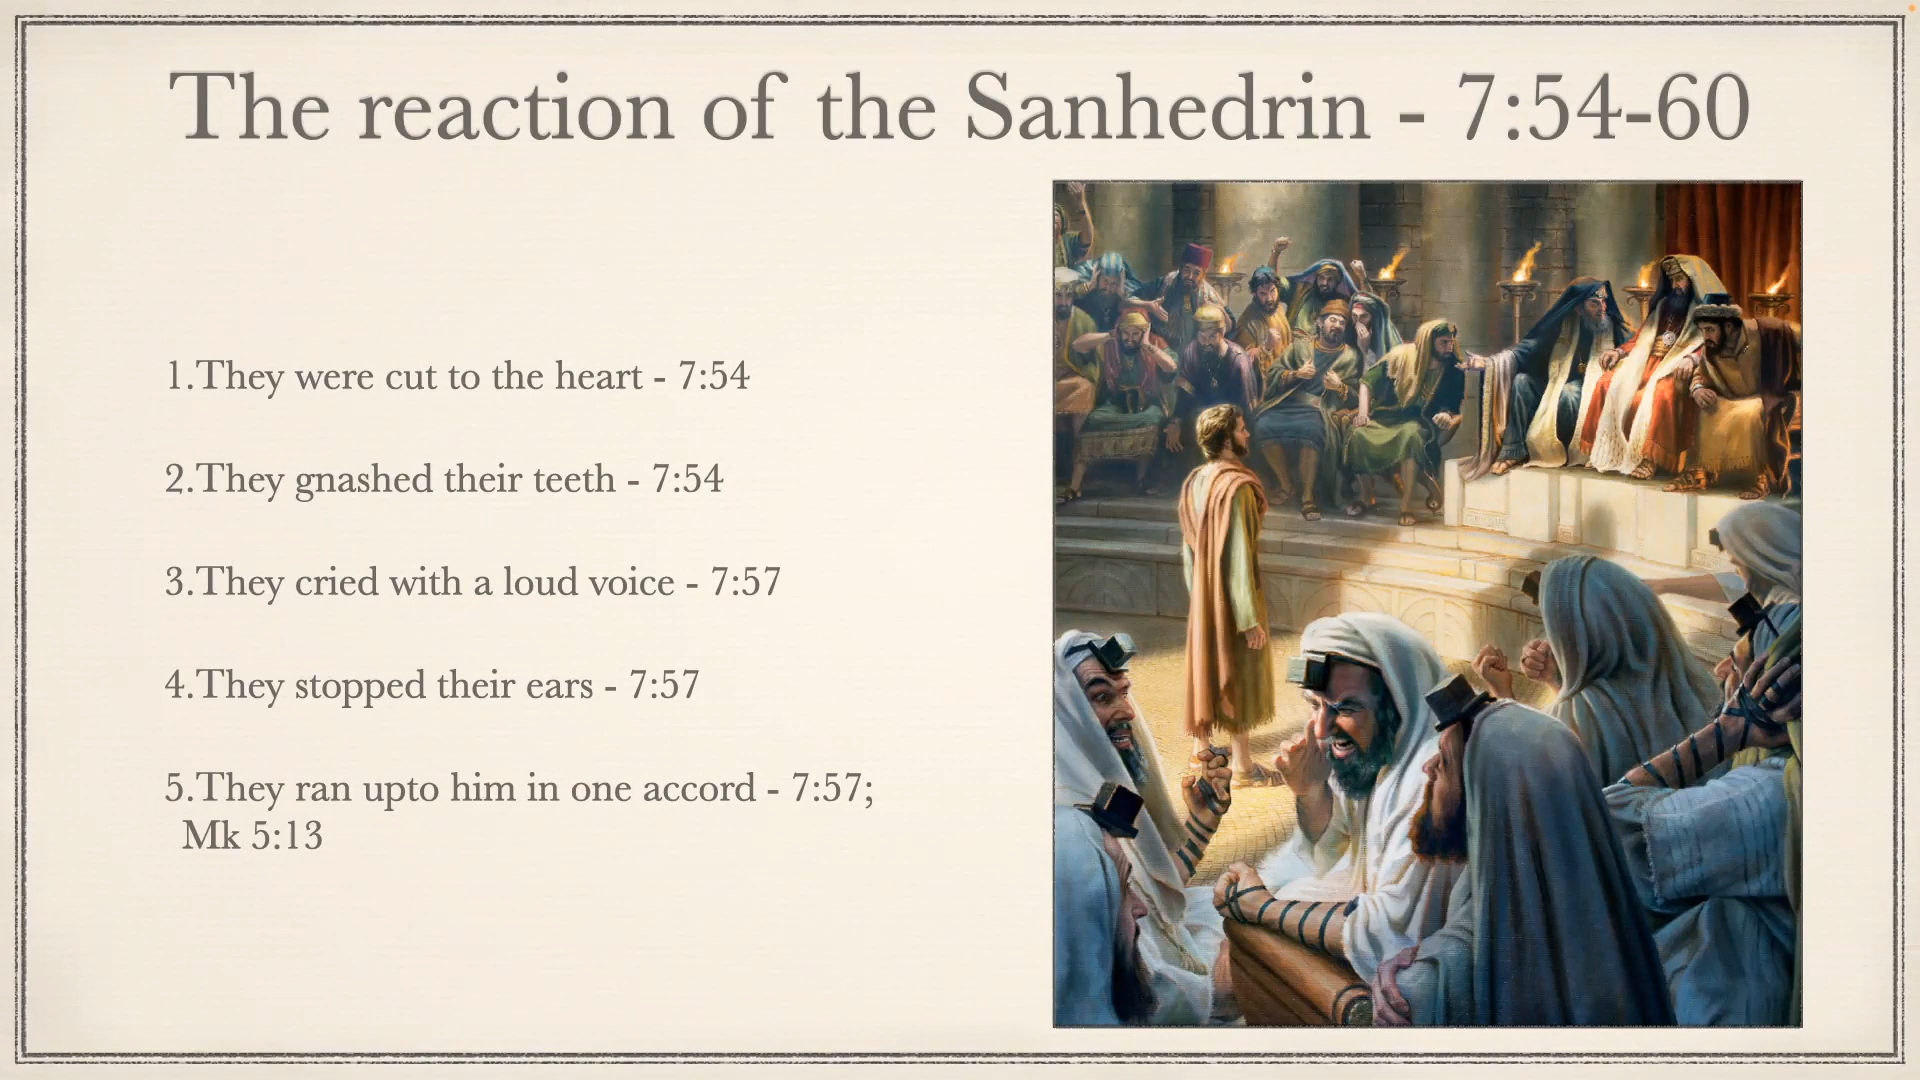 The reaction of the Sanhedrin - 7:54-60
1.They were cut to the heart - 7:54
2.They gnashed their teeth - 7:54
3.They cried with a loud voice - 7:57
4.They stopped their ears - 7:57
5.They ran upto him in one accord - 7:57;
Mk 5:13